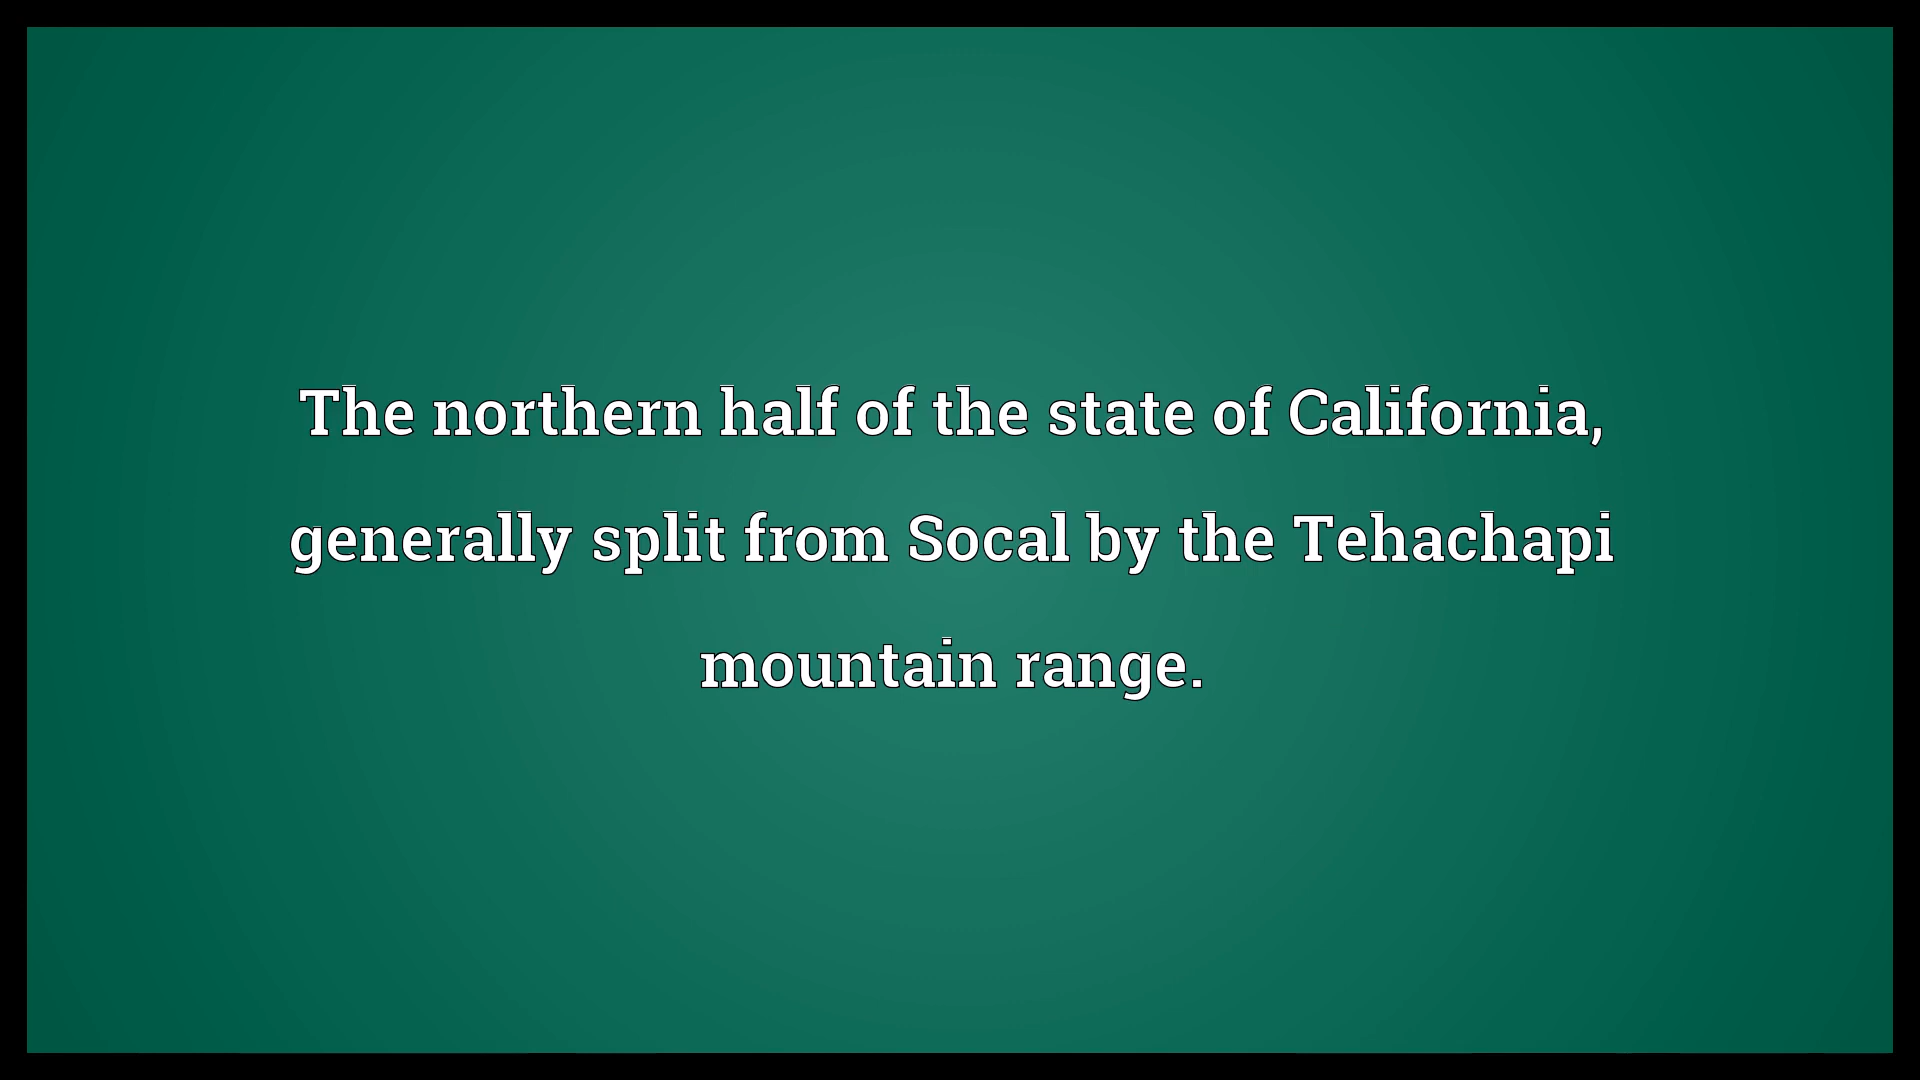 The northern half of the state of California,
generally split from Socal by the Tehachapi
mountain range.